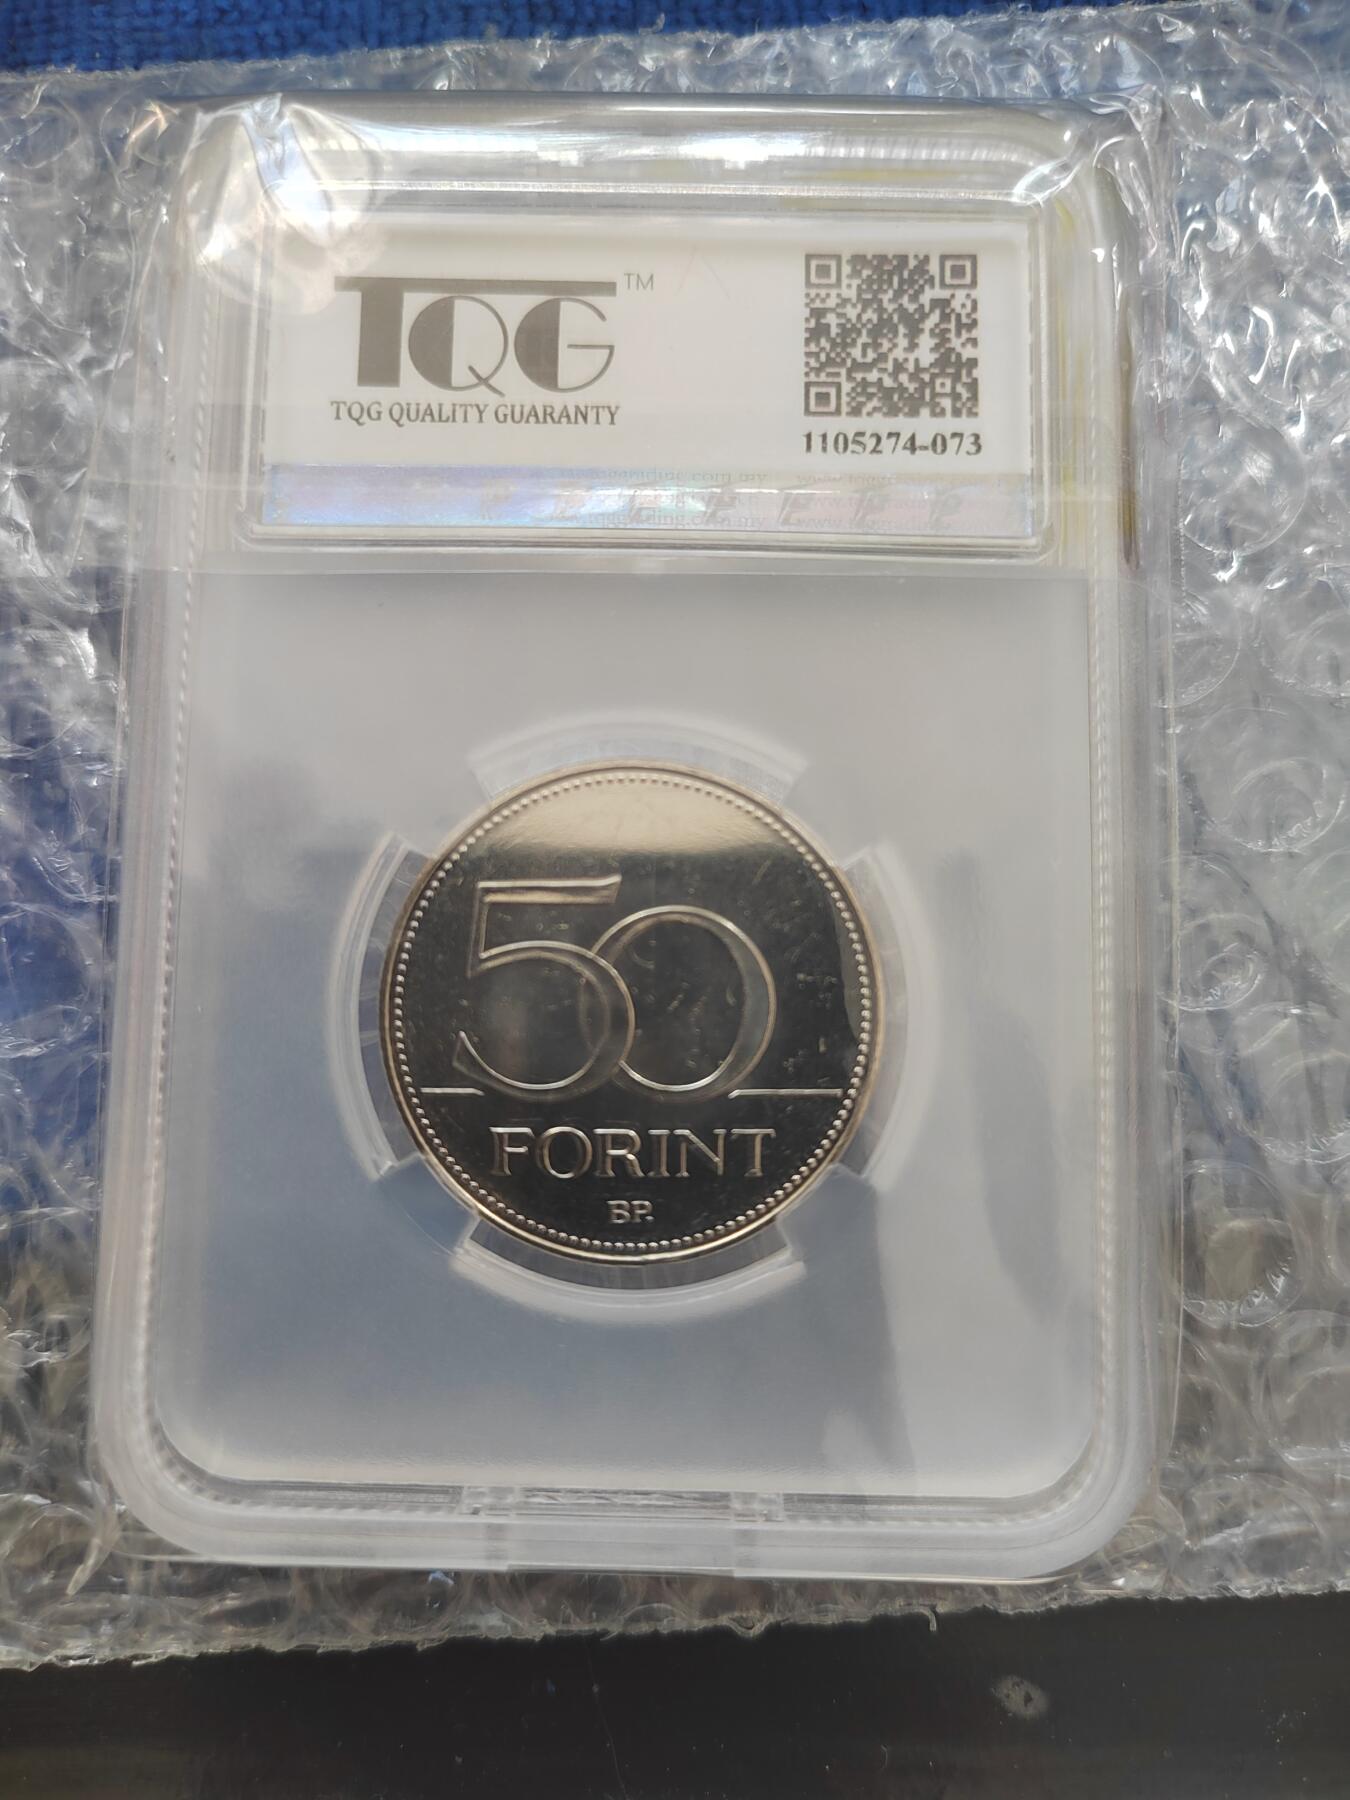 TQG™
TQG QUALITY GUARANTY
1105274-073
50
FORINT
BP.